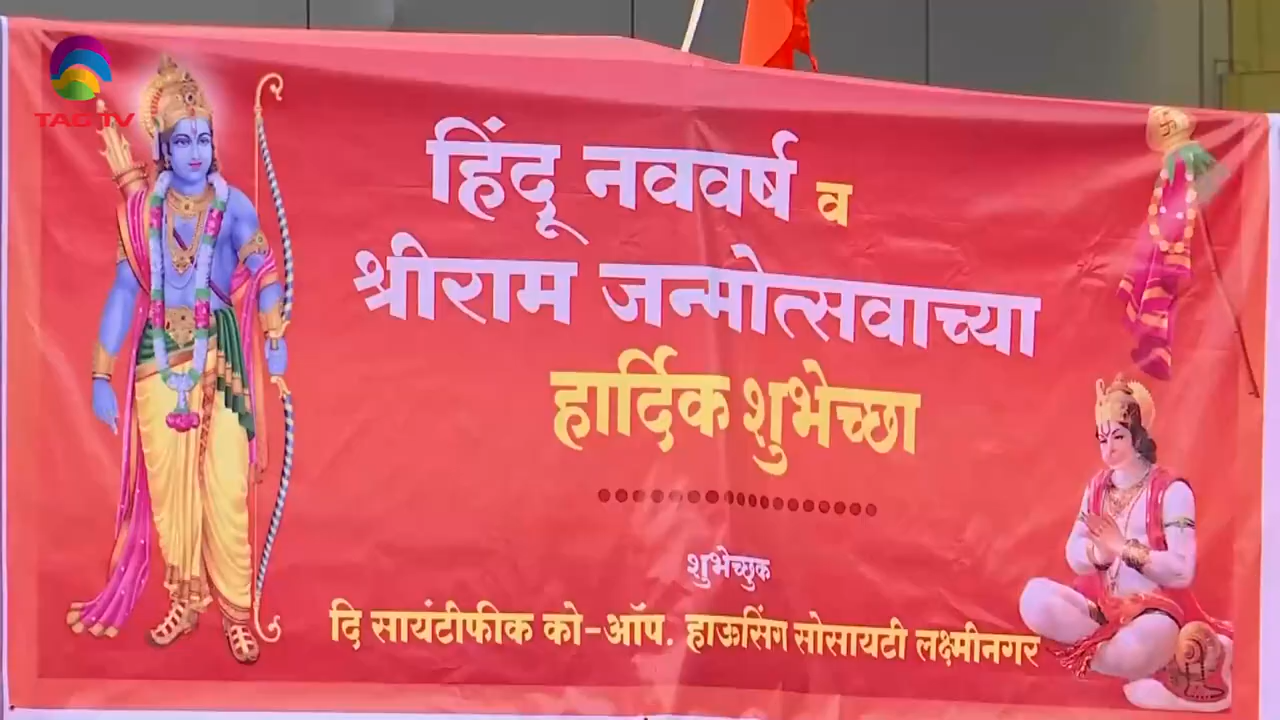 TAG TV
हिंदू नववर्ष व
श्रीराम जन्मोत्सवाच्या
हार्दिक शुभेच्छा
शुभेच्छुक
दि सायंटीफीक को-ऑप. हाऊसिंग सोसायटी लक्ष्मीनगर